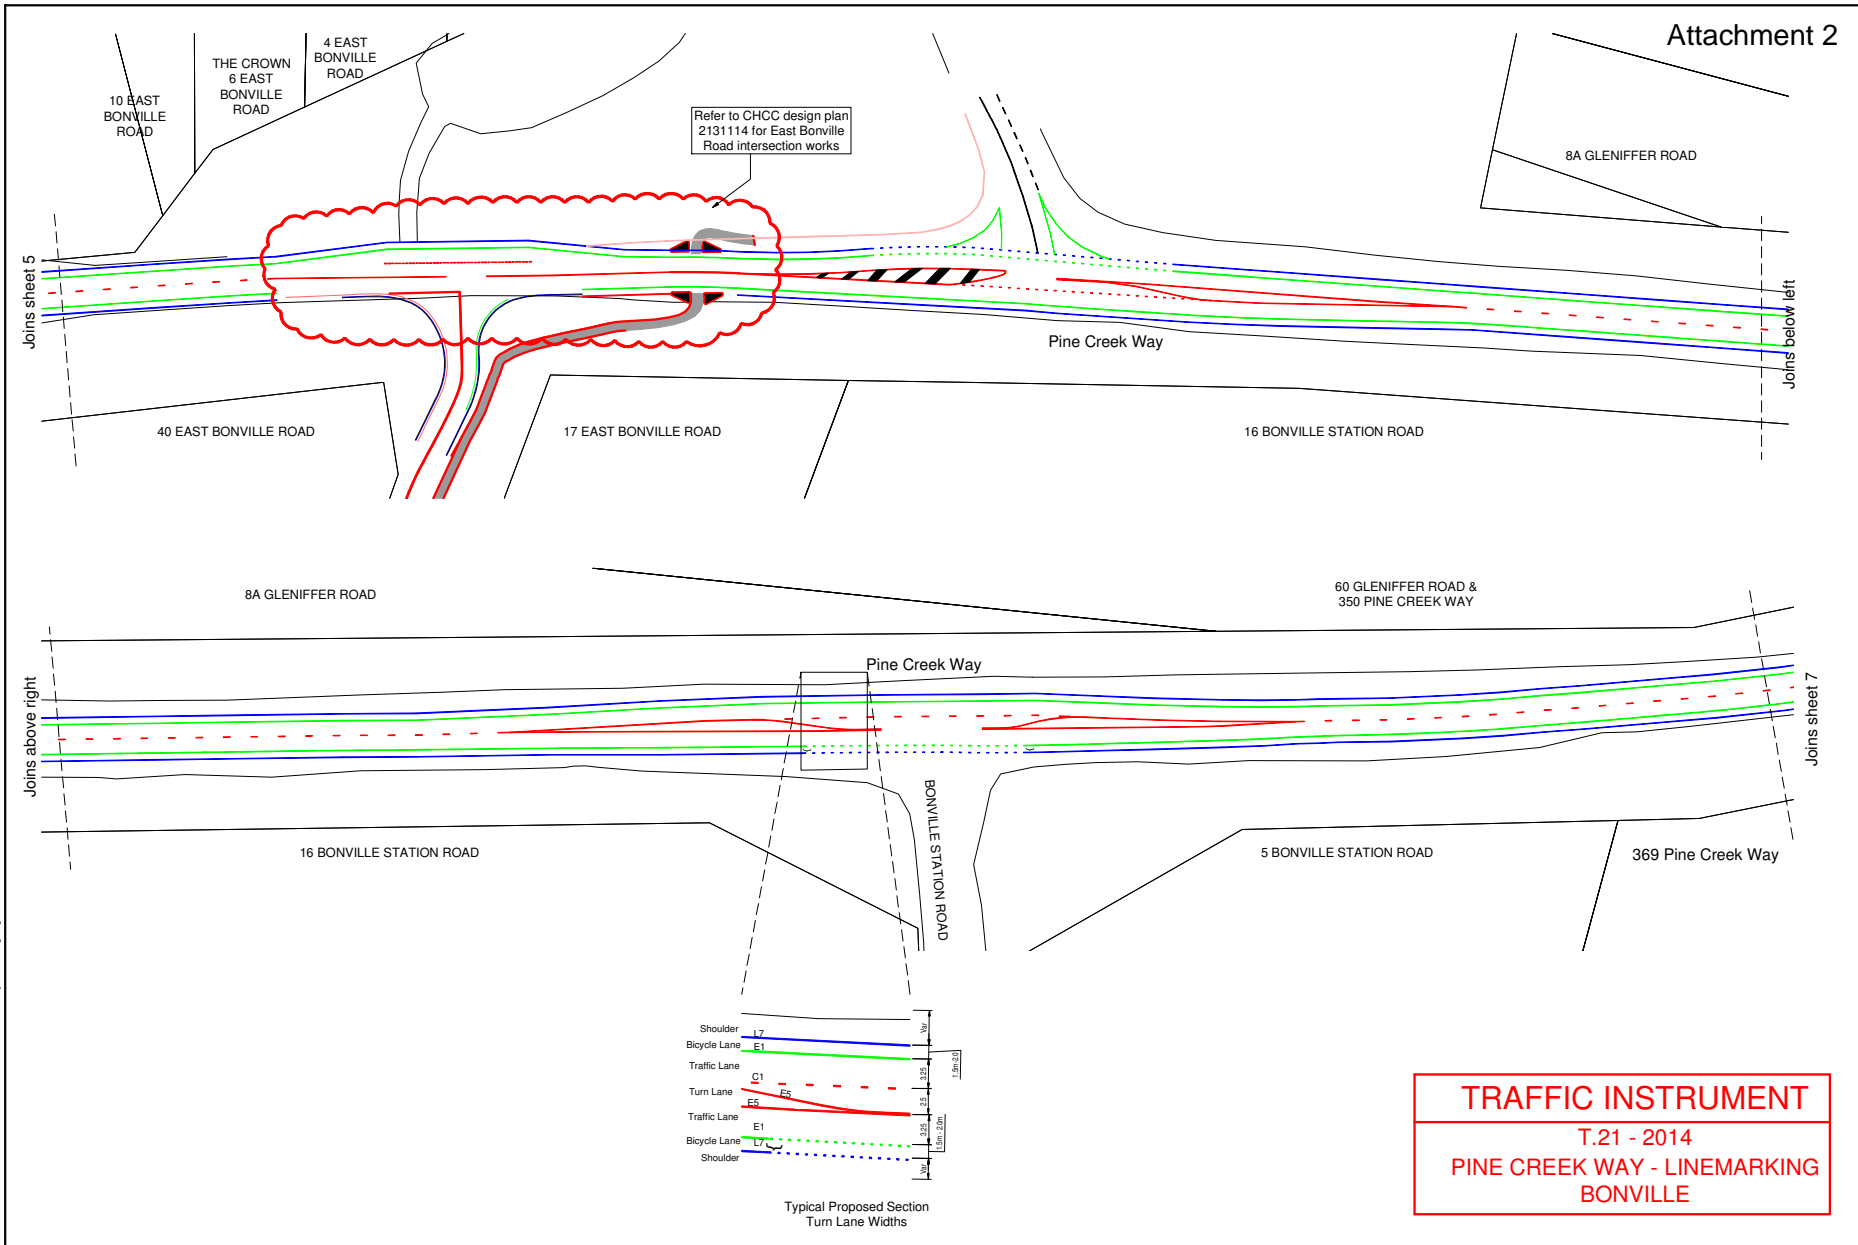 Attachment 2
4 EAST
BONVILLE
ROAD
THE CROWN
6 EAST
BONVILLE
ROAD
10 EAST
BONVILLE
ROAD
Refer to CHCC design plan
2131114 for East Bonville
Road intersection works
8A GLENIFFER ROAD
Joins sheet 5
Joins below left
Pine Creek Way
40 EAST BONVILLE ROAD
17 EAST BONVILLE ROAD
16 BONVILLE STATION ROAD
8A GLENIFFER ROAD
60 GLENIFFER ROAD &
350 PINE CREEK WAY
Pine Creek Way
Joins above right
Joins sheet 7
BONVILLE STATION ROAD
16 BONVILLE STATION ROAD
5 BONVILLE STATION ROAD
369 Pine Creek Way
Shoulder
L7
Bicycle Lane
E1
Traffic Lane
C1
Turn Lane
E5
E5
Traffic Lane
E1
Bicycle Lane
L7
Shoulder
Var
1.5m-2.0
3.25
2.5
3.25
1.5m - 2.0m
Var
Typical Proposed Section
Turn Lane Widths
TRAFFIC INSTRUMENT
T.21 - 2014
PINE CREEK WAY - LINEMARKING
BONVILLE